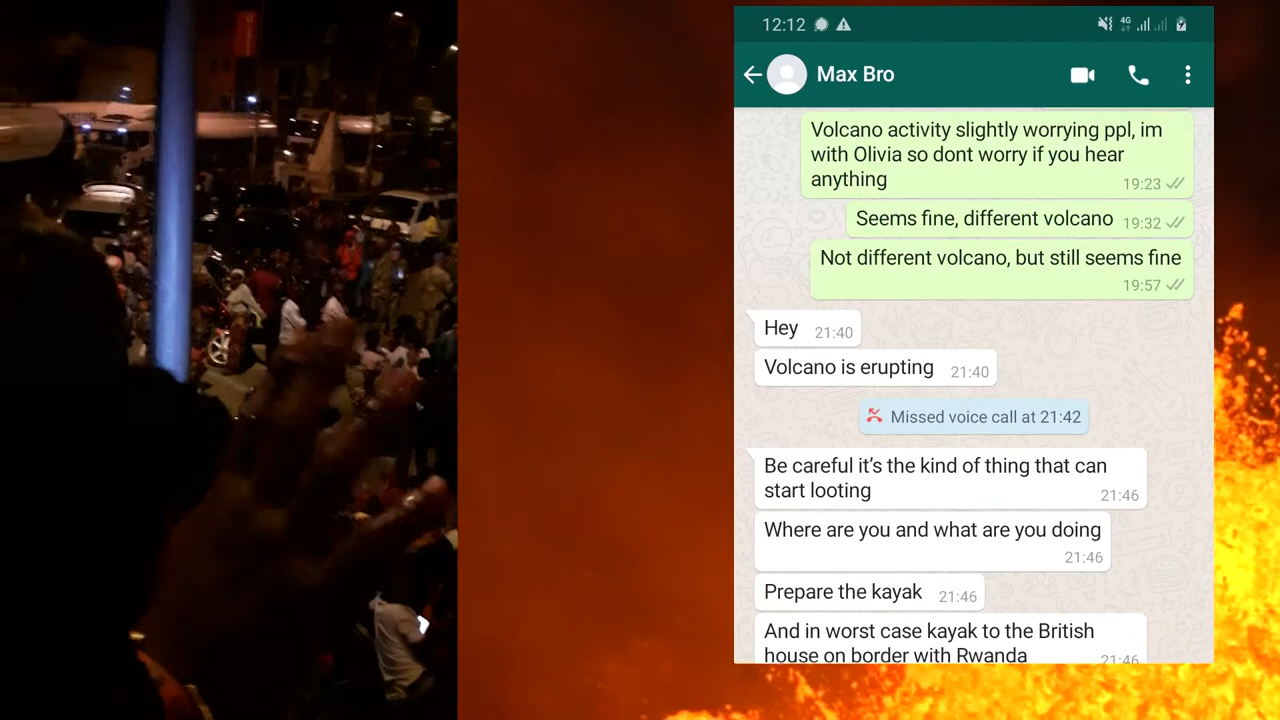 12:12
4G
Max Bro
Volcano activity slightly worrying ppl, im
with Olivia so dont worry if you hear
anything
19:23
Seems fine, different volcano 19:32
Not different volcano, but still seems fine
19:57
Hey 21:40
Volcano is erupting 21:40
Missed voice call at 21:42
Be careful it's the kind of thing that can
start looting
21:46
Where are you and what are you doing
21:46
Prepare the kayak 21:46
And in worst case kayak to the British
house on border with Rwanda
21:46